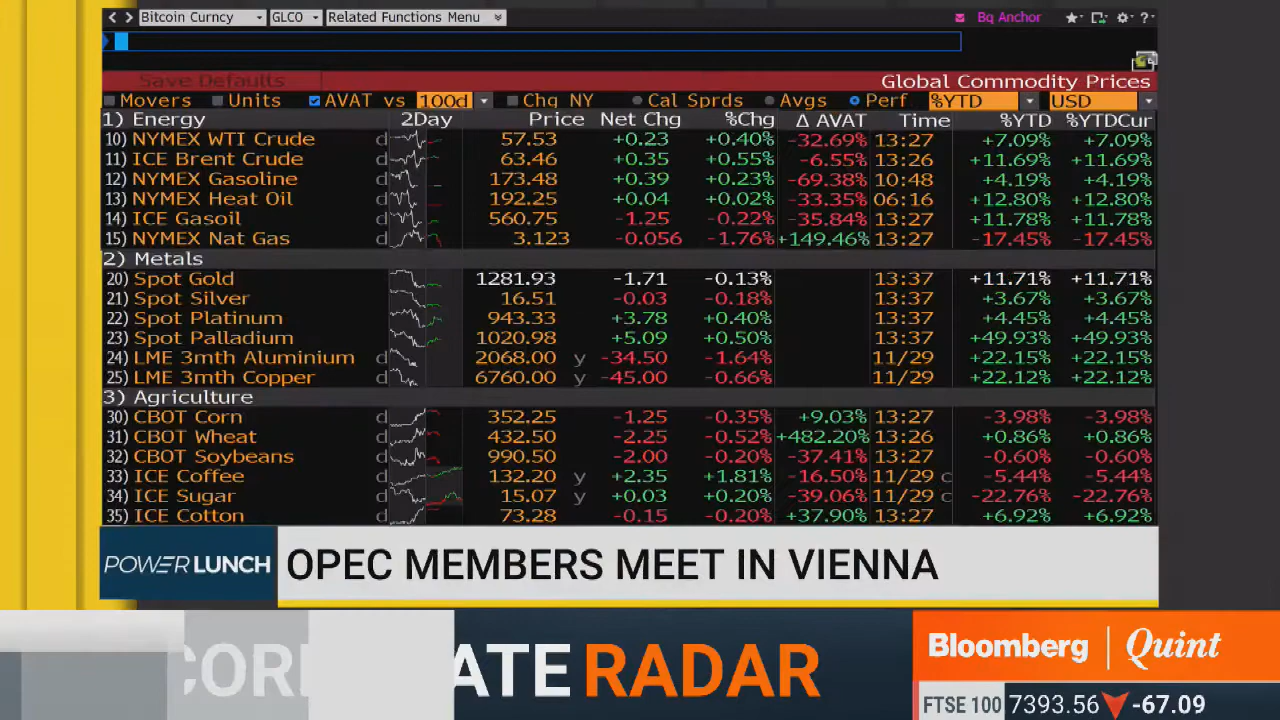 Bitcoin Curncy GLCO Related Functions Menu Bq Anchor ?
Save Defaults Global Commodity Prices
Movers Units AVAT vs 100d Chg NY Cal Sprds Avgs Perf %YTD USD
1) Energy 2Day Price Net Chg %Chg Δ AVAT Time %YTD %YTDCur
10) NYMEX WTI Crude d 57.53 +0.23 +0.40% -32.69% 13:27 +7.09% +7.09%
11) ICE Brent Crude d 63.46 +0.35 +0.55% -6.55% 13:26 +11.69% +11.69%
12) NYMEX Gasoline d 173.48 +0.39 +0.23% -69.38% 10:48 +4.19% +4.19%
13) NYMEX Heat Oil d 192.25 +0.04 +0.02% -33.35% 06:16 +12.80% +12.80%
14) ICE Gasoil d 560.75 -1.25 -0.22% -35.84% 13:27 +11.78% +11.78%
15) NYMEX Nat Gas d 3.123 -0.056 -1.76% +149.46% 13:27 -17.45% -17.45%
2) Metals
20) Spot Gold 1281.93 -1.71 -0.13% 13:37 +11.71% +11.71%
21) Spot Silver 16.51 -0.03 -0.18% 13:37 +3.67% +3.67%
22) Spot Platinum 943.33 +3.78 +0.40% 13:37 +4.45% +4.45%
23) Spot Palladium 1020.98 +5.09 +0.50% 13:37 +49.93% +49.93%
24) LME 3mth Aluminium d 2068.00 y -34.50 -1.64% 11/29 +22.15% +22.15%
25) LME 3mth Copper d 6760.00 y -45.00 -0.66% 11/29 +22.12% +22.12%
3) Agriculture
30) CBOT Corn d 352.25 -1.25 -0.35% +9.03% 13:27 -3.98% -3.98%
31) CBOT Wheat d 432.50 -2.25 -0.52% +482.20% 13:26 +0.86% +0.86%
32) CBOT Soybeans d 990.50 -2.00 -0.20% -37.41% 13:27 -0.60% -0.60%
33) ICE Coffee d 132.20 y +2.35 +1.81% -16.50% 11/29 c -5.44% -5.44%
34) ICE Sugar d 15.07 y +0.03 +0.20% -39.06% 11/29 c -22.76% -22.76%
35) ICE Cotton d 73.28 -0.15 -0.20% +37.90% 13:27 +6.92% +6.92%
POWER LUNCH OPEC MEMBERS MEET IN VIENNA
ATE RADAR
Bloomberg | Quint
FTSE 100 7393.56 -67.09